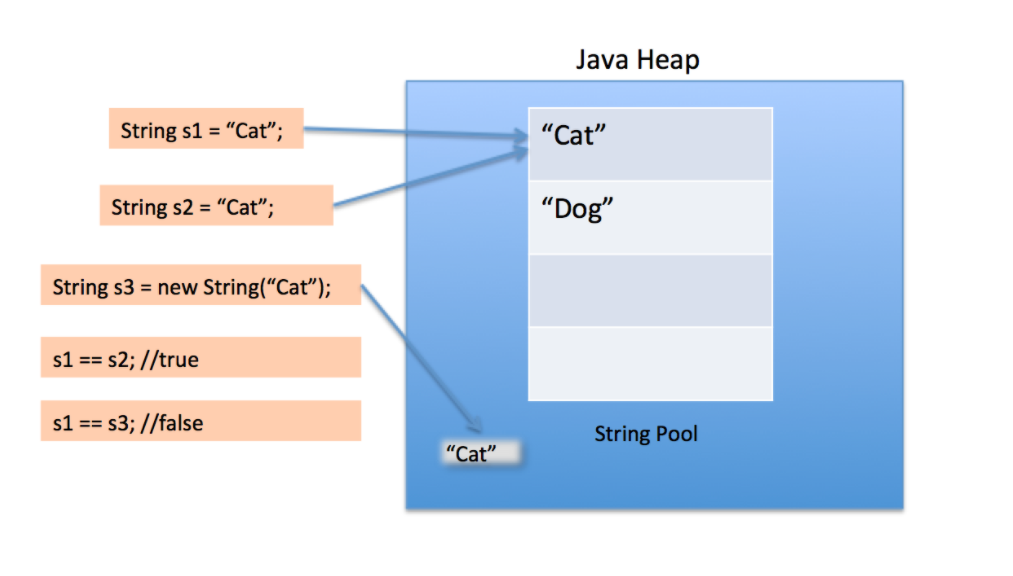 Java Heap
String s1 = “Cat”;
“Cat”
String s2 = “Cat”;
“Dog”
String s3 = new String(“Cat”);
s1 == s2; //true
s1 == s3; //false
String Pool
“Cat”